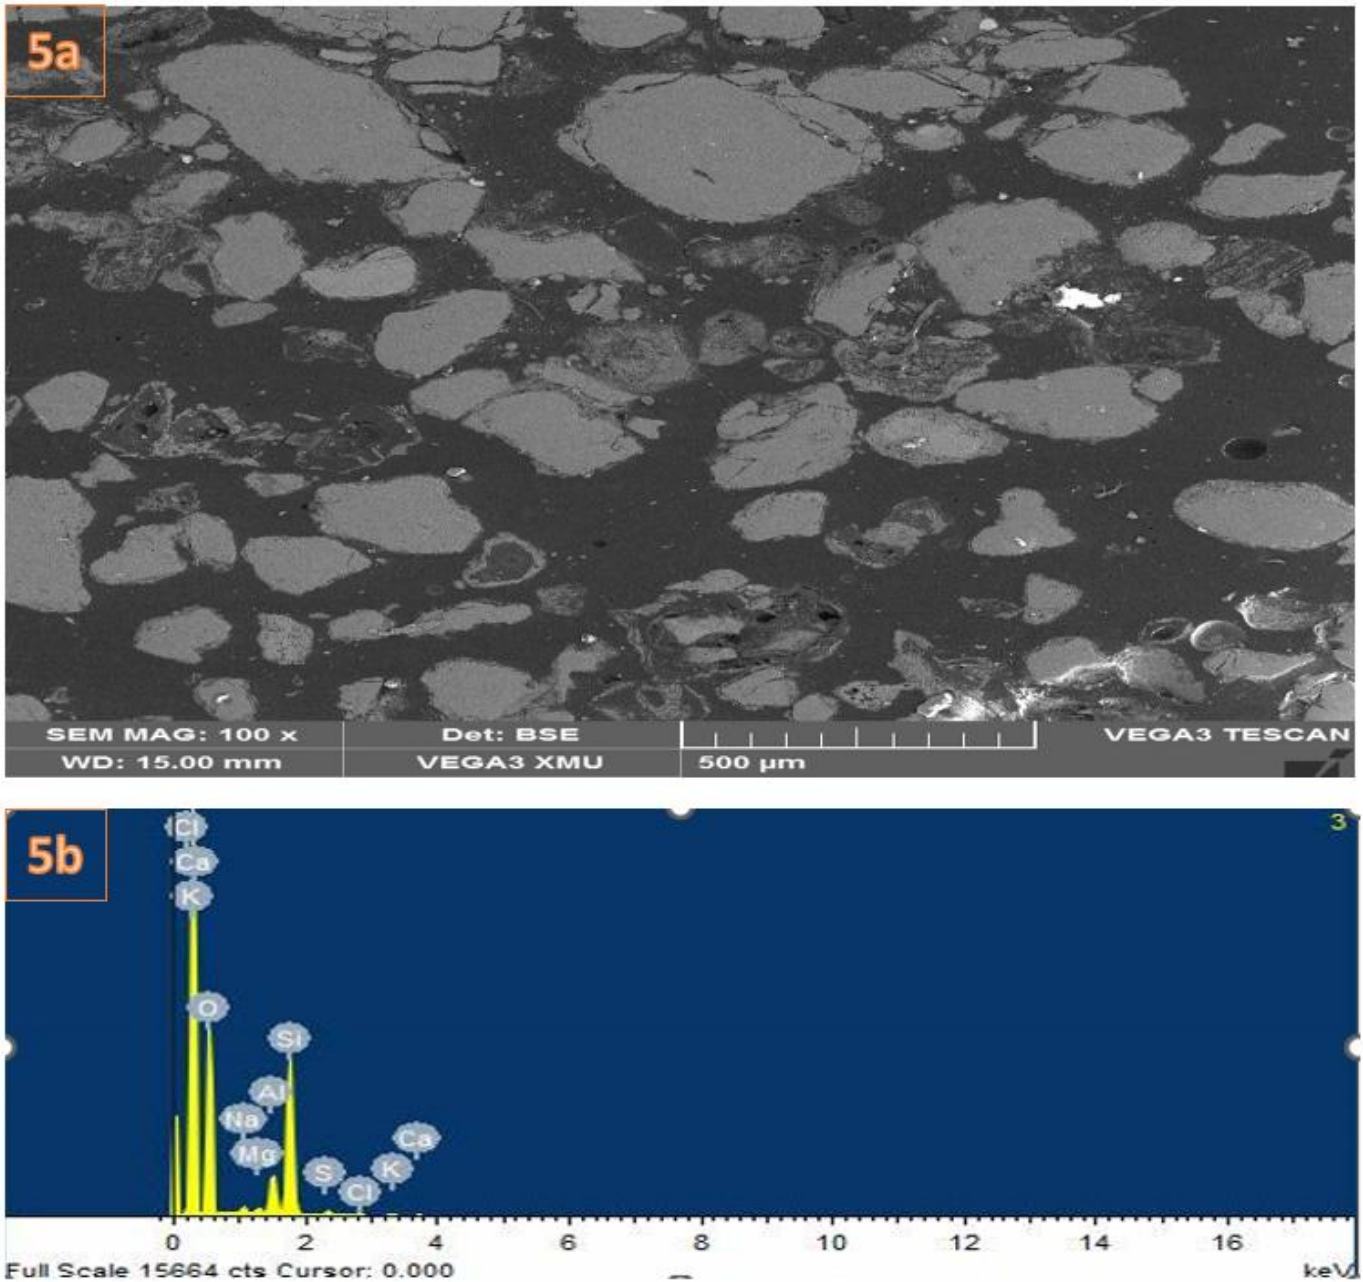 5a
SEM MAG: 100 x Det: BSE VEGA3 TESCAN
WD: 15.00 mm VEGA3 XMU 500 µm
5b
3
Cl
Ca
K
O
Si
Al
Na
Mg
S
Cl
K
Ca
0 2 4 6 8 10 12 14 16
Full Scale 15664 cts Cursor: 0.000 keV